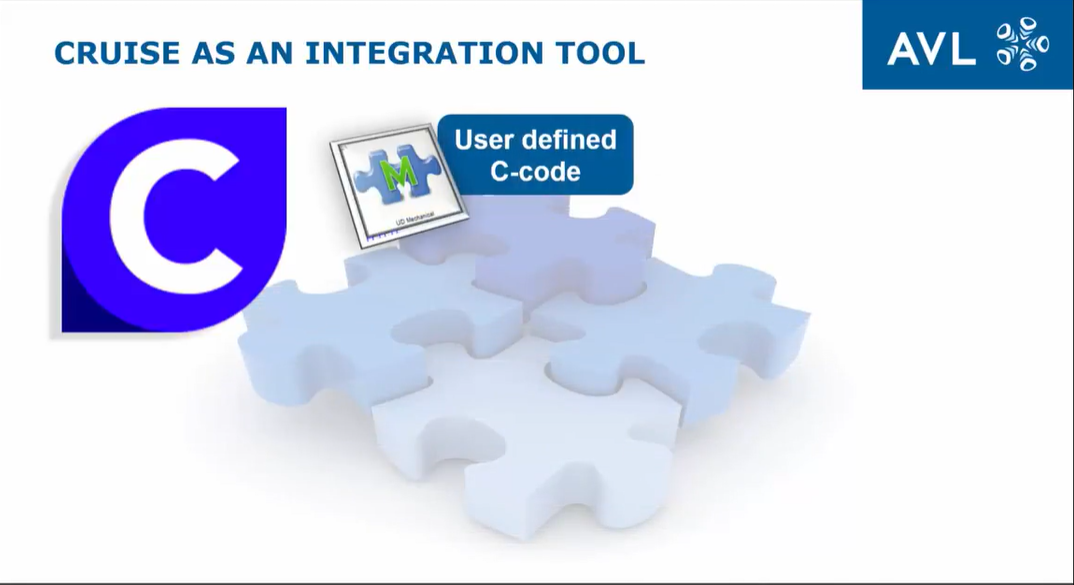 CRUISE AS AN INTEGRATION TOOL
AVL
C
User defined
C-code
M
UD Mechanical